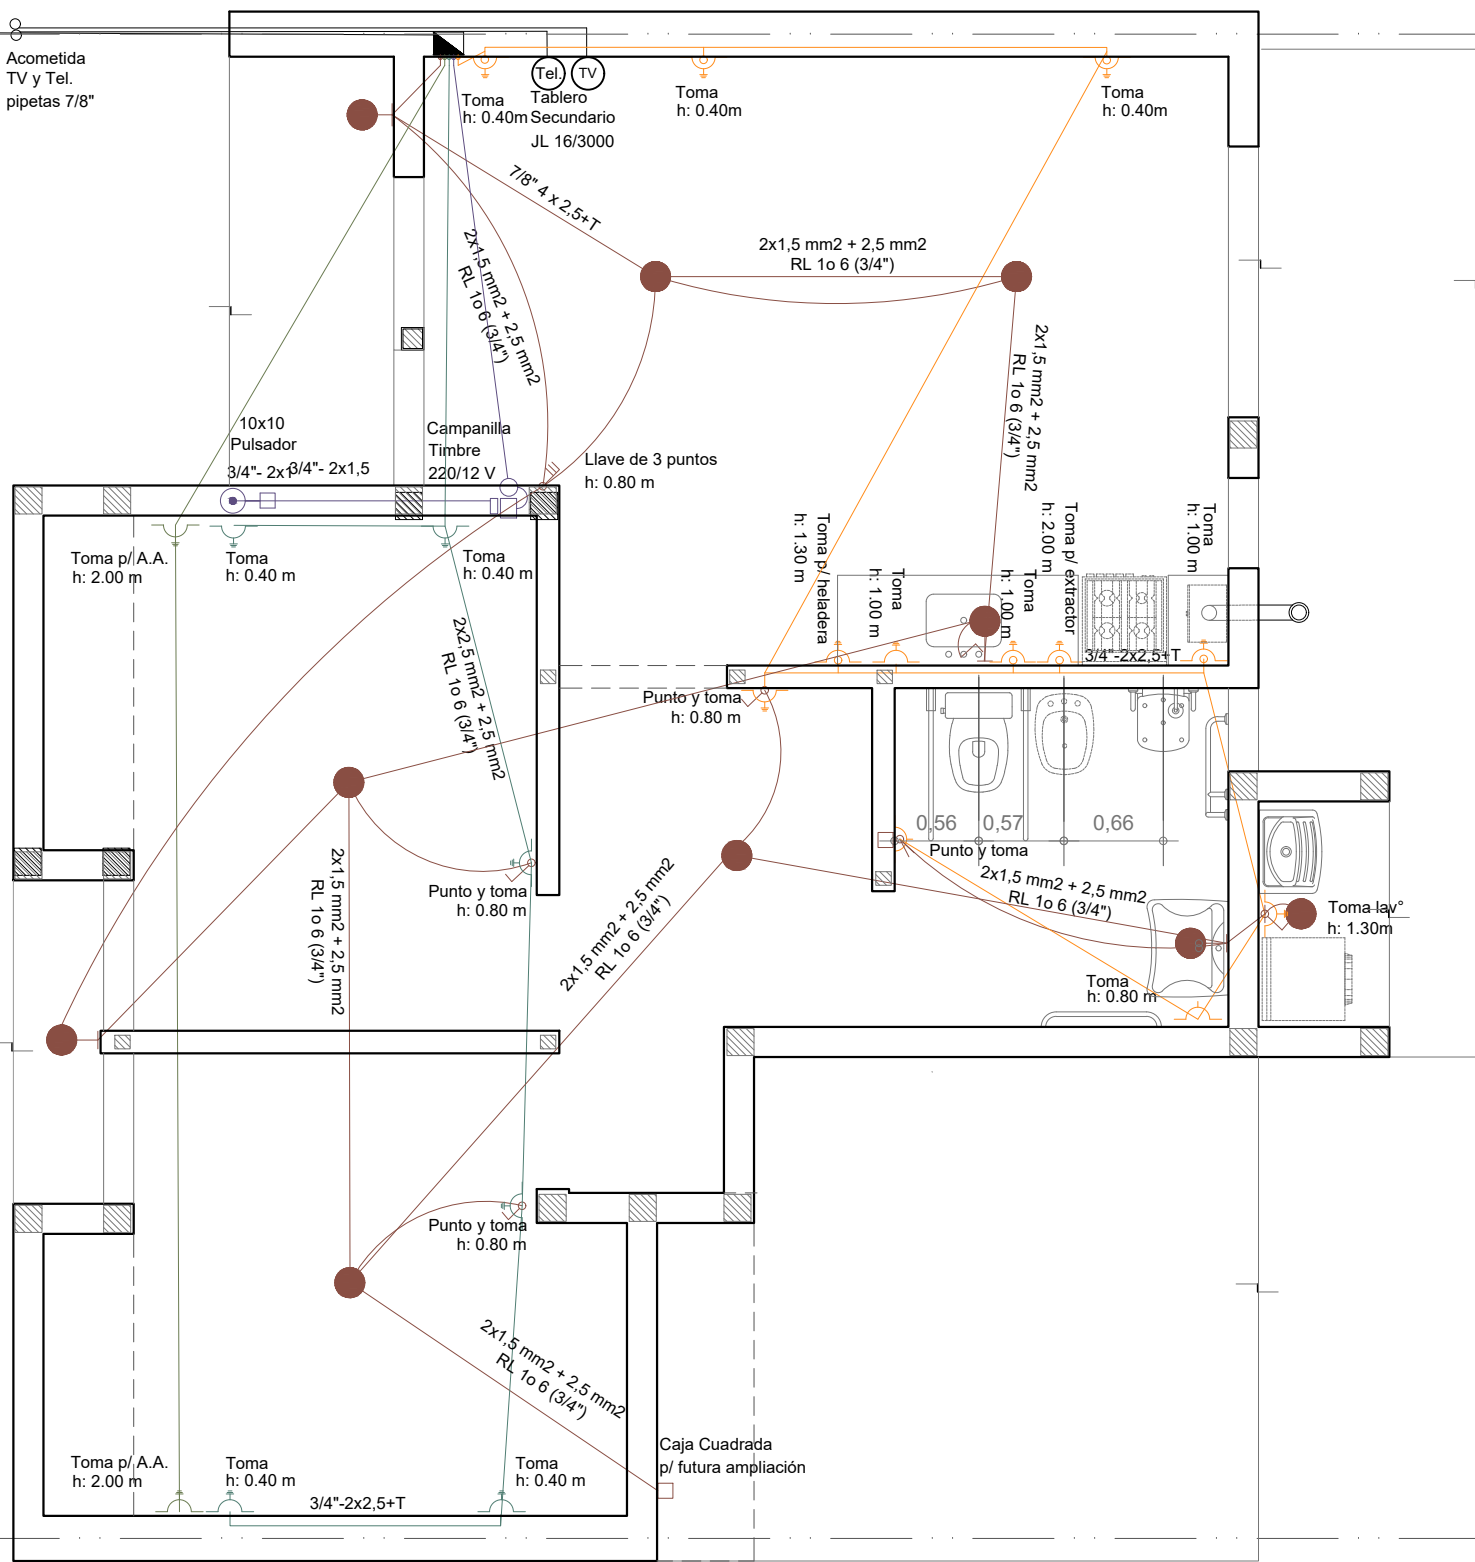 Acometida
TV y Tel.
pipetas 7/8"
Tel.
TV
Toma
h: 0.40m
Tablero
Secundario
JL 16/3000
Toma
h: 0.40m
Toma
h: 0.40m
7/8" 4 x 2,5+T
2x1,5 mm2 + 2,5 mm2
RL 1o 6 (3/4")
2x1,5 mm2 + 2,5 mm2
RL 1o 6 (3/4")
2x1,5 mm2 + 2,5 mm2
RL 1o 6 (3/4")
10x10
Pulsador
3/4"- 2x1
3/4"- 2x1,5
Campanilla
Timbre
220/12 V
Llave de 3 puntos
h: 0.80 m
Toma p/ A.A.
h: 2.00 m
Toma
h: 0.40 m
Toma
h: 0.40 m
Toma p/ heladera
h: 1.30 m
Toma
h: 1.00 m
Toma
h: 1.00 m
Toma p/ extractor
h: 2.00 m
Toma
h: 1.00 m
3/4"-2x2,5+T
2x2,5 mm2 + 2,5 mm2
RL 1o 6 (3/4")
Punto y toma
h: 0.80 m
0,56
0,57
0,66
Punto y toma
2x1,5 mm2 + 2,5 mm2
RL 1o 6 (3/4")
2x1,5 mm2 + 2,5 mm2
RL 1o 6 (3/4")
Punto y toma
h: 0.80 m
2x1,5 mm2 + 2,5 mm2
RL 1o 6 (3/4")
Toma lav°
h: 1.30m
Toma
h: 0.80 m
Punto y toma
h: 0.80 m
2x1,5 mm2 + 2,5 mm2
RL 1o 6 (3/4")
Caja Cuadrada
p/ futura ampliación
Toma p/ A.A.
h: 2.00 m
Toma
h: 0.40 m
Toma
h: 0.40 m
3/4"-2x2,5+T